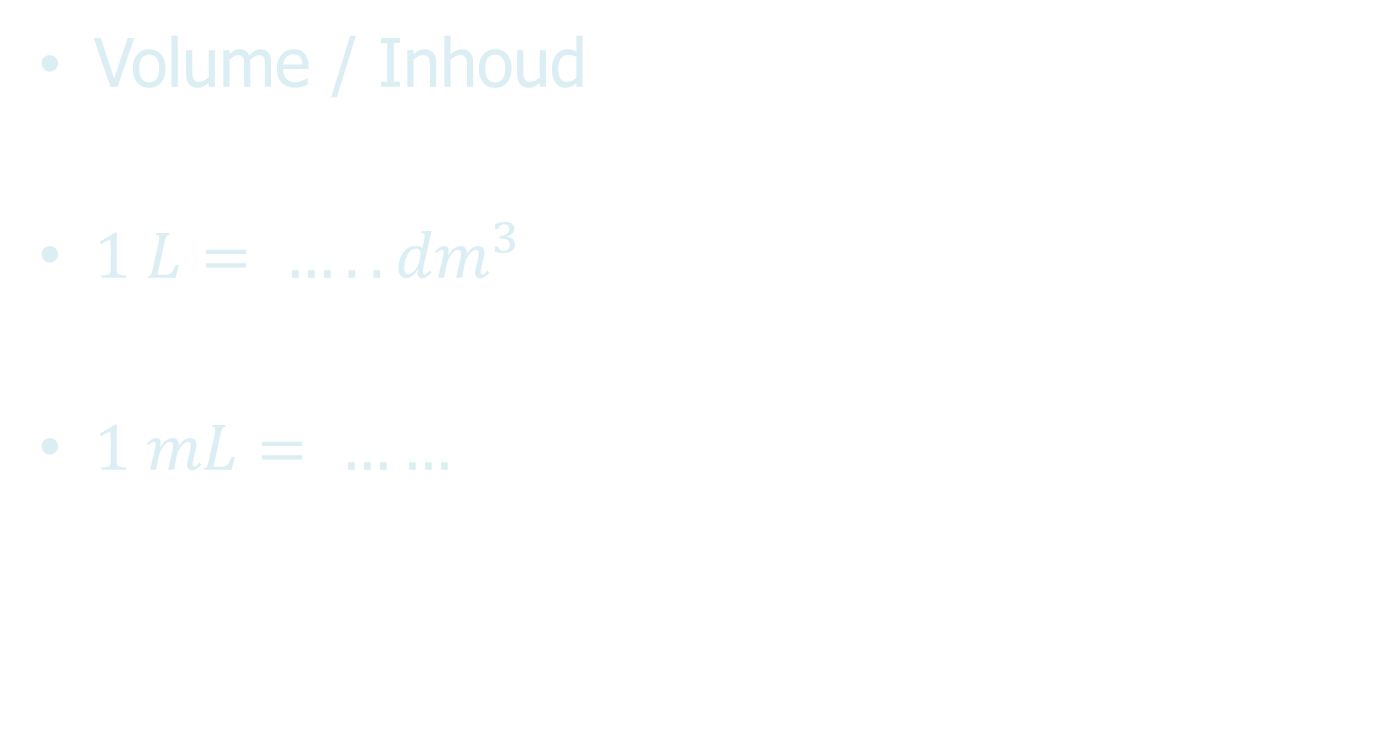 • Volume / Inhoud
• 1 L = ….. dm³
• 1 mL = ……